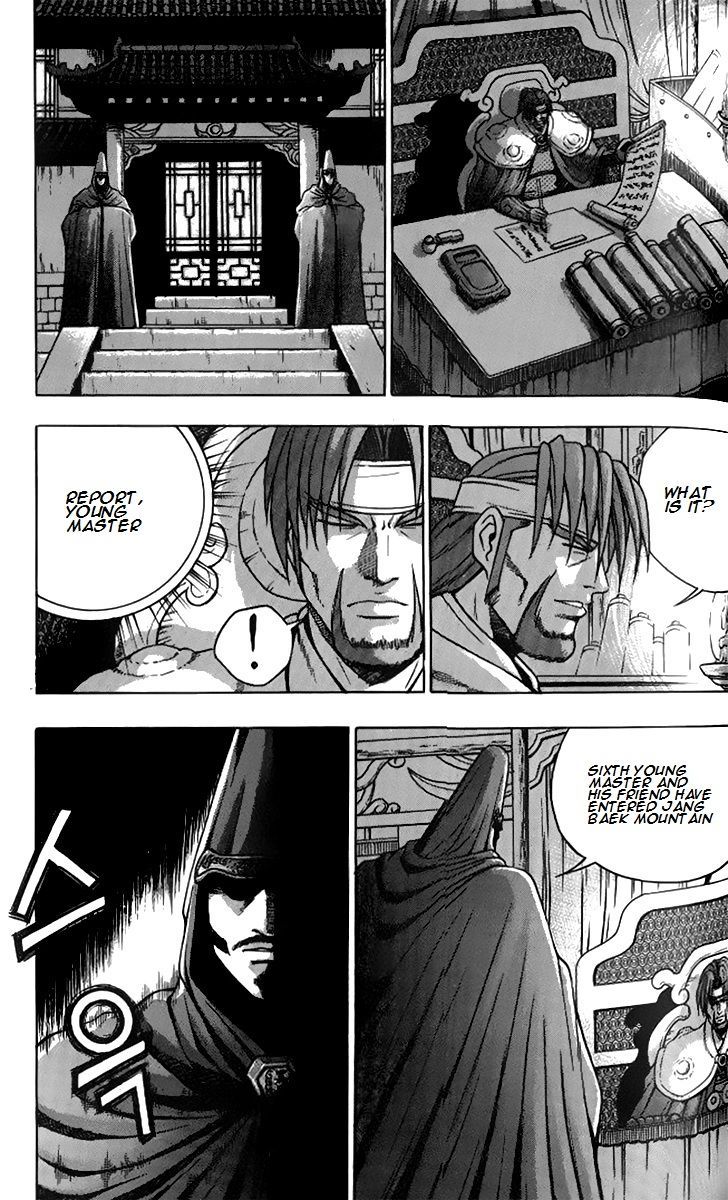 REPORT,
YOUNG
MASTER
!
WHAT
IS IT?
스
윽
SIXTH YOUNG
MASTER AND
HIS FRIEND HAVE
ENTERED JANG
BAEK MOUNTAIN